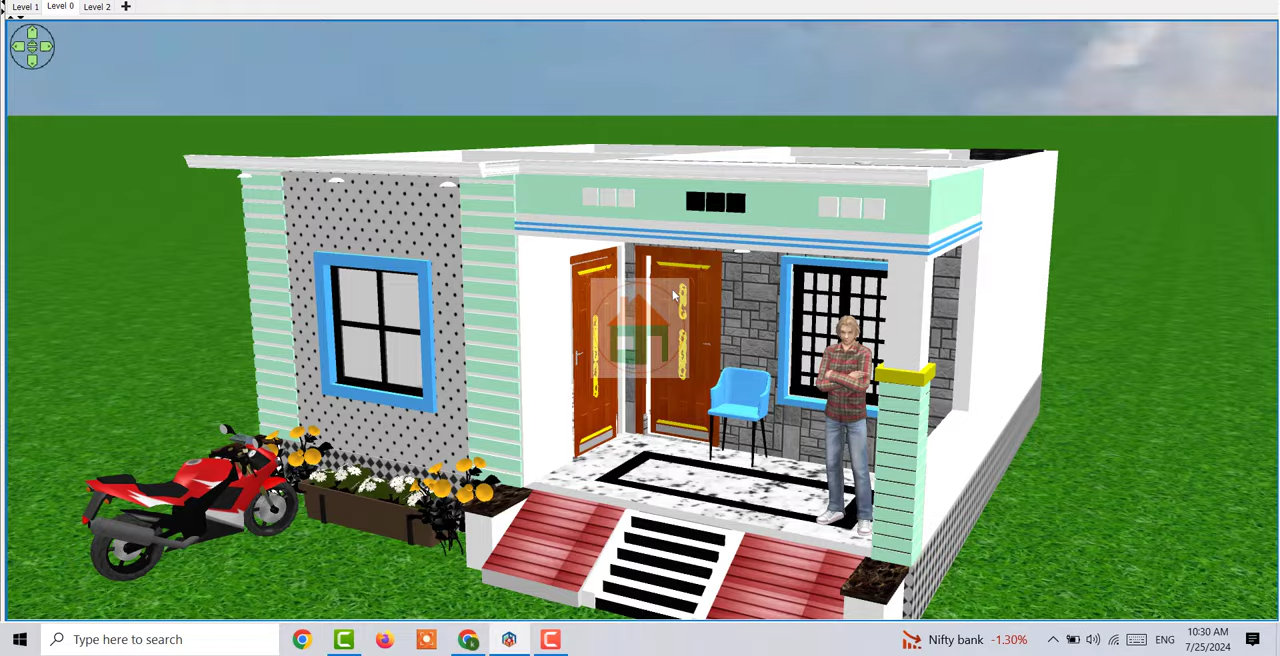 Level 1 Level 0 Level 2
Type here to search
Nifty bank -1.30%
ENG
10:30 AM
7/25/2024